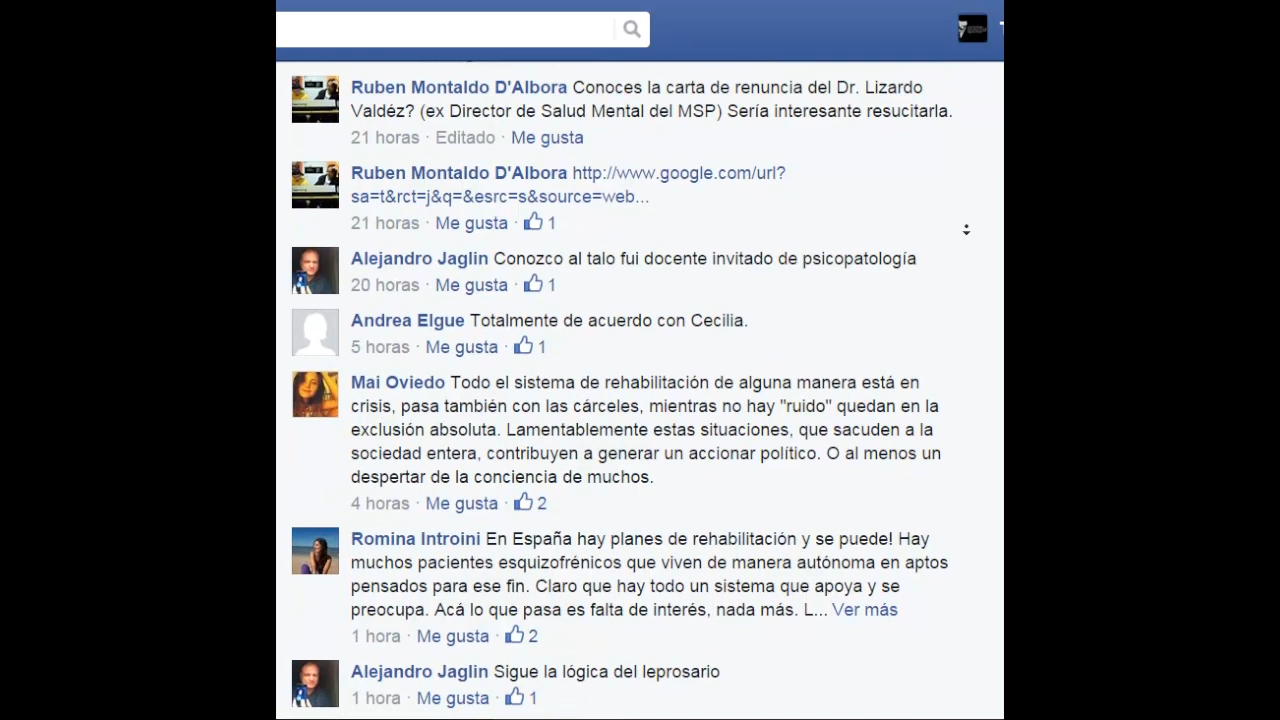 Ruben Montaldo D'Albora Conoces la carta de renuncia del Dr. Lizardo
Valdéz? (ex Director de Salud Mental del MSP) Sería interesante resucitarla.
21 horas · Editado · Me gusta
Ruben Montaldo D'Albora http://www.google.com/url?
sa=t&rct=j&q=&esrc=s&source=web...
21 horas · Me gusta · 1
Alejandro Jaglin Conozco al talo fui docente invitado de psicopatología
20 horas · Me gusta · 1
Andrea Elgue Totalmente de acuerdo con Cecilia.
5 horas · Me gusta · 1
Mai Oviedo Todo el sistema de rehabilitación de alguna manera está en
crisis, pasa también con las cárceles, mientras no hay "ruido" quedan en la
exclusión absoluta. Lamentablemente estas situaciones, que sacuden a la
sociedad entera, contribuyen a generar un accionar político. O al menos un
despertar de la conciencia de muchos.
4 horas · Me gusta · 2
Romina Introini En España hay planes de rehabilitación y se puede! Hay
muchos pacientes esquizofrénicos que viven de manera autónoma en aptos
pensados para ese fin. Claro que hay todo un sistema que apoya y se
preocupa. Acá lo que pasa es falta de interés, nada más. L... Ver más
1 hora · Me gusta · 2
Alejandro Jaglin Sigue la lógica del leprosario
1 hora · Me gusta · 1